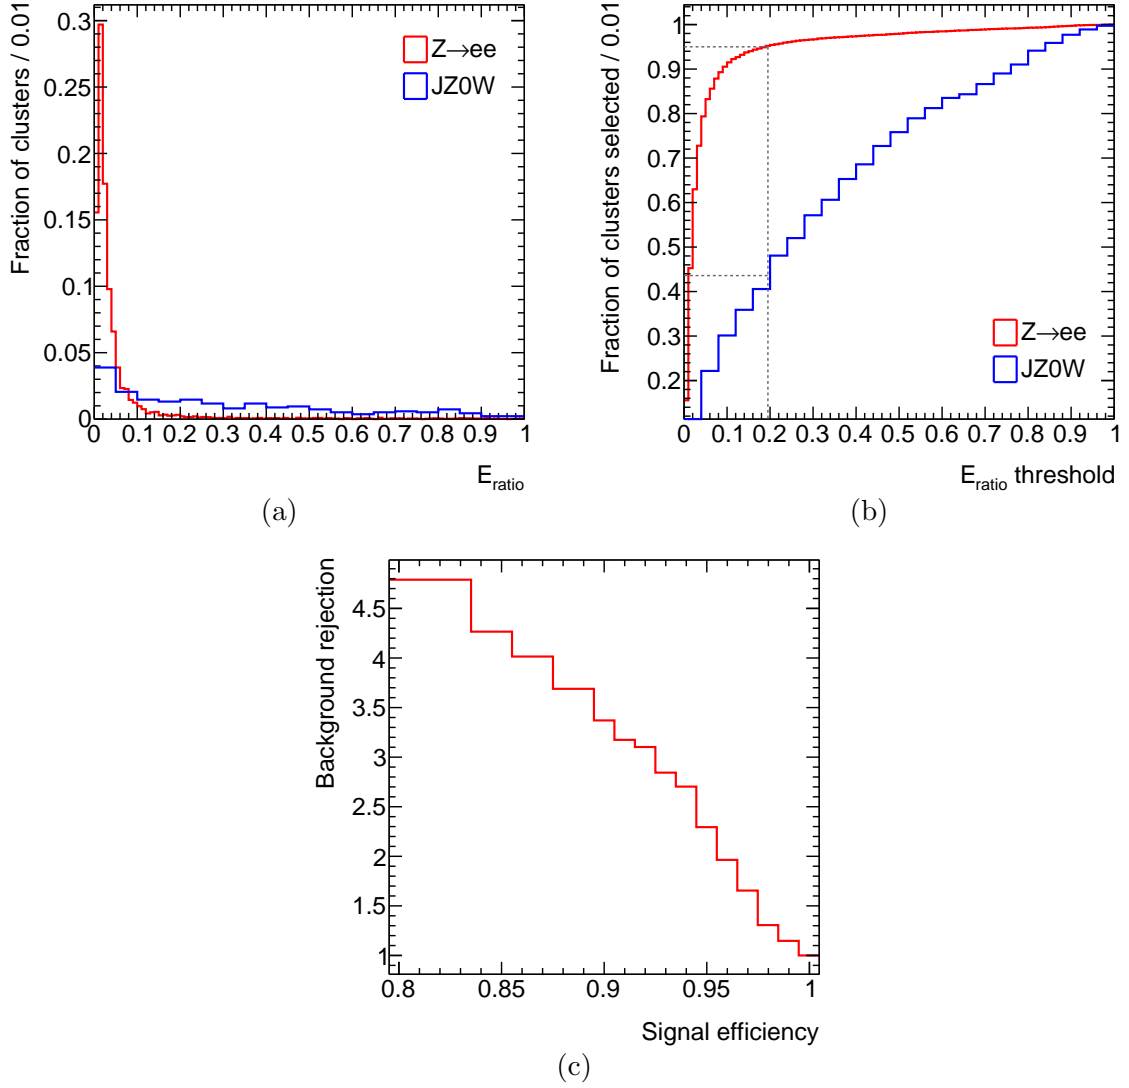 Fraction of clusters / 0.01
0.3
0.25
0.2
0.15
0.1
0.05
0
Z→ee
JZ0W
0 0.1 0.2 0.3 0.4 0.5 0.6 0.7 0.8 0.9 1
E_ratio
(a)
Fraction of clusters selected / 0.01
1
0.9
0.8
0.7
0.6
0.5
0.4
0.3
0.2
Z→ee
JZ0W
0 0.1 0.2 0.3 0.4 0.5 0.6 0.7 0.8 0.9 1
E_ratio threshold
(b)
Background rejection
4.5
4
3.5
3
2.5
2
1.5
1
0.8 0.85 0.9 0.95 1
Signal efficiency
(c)